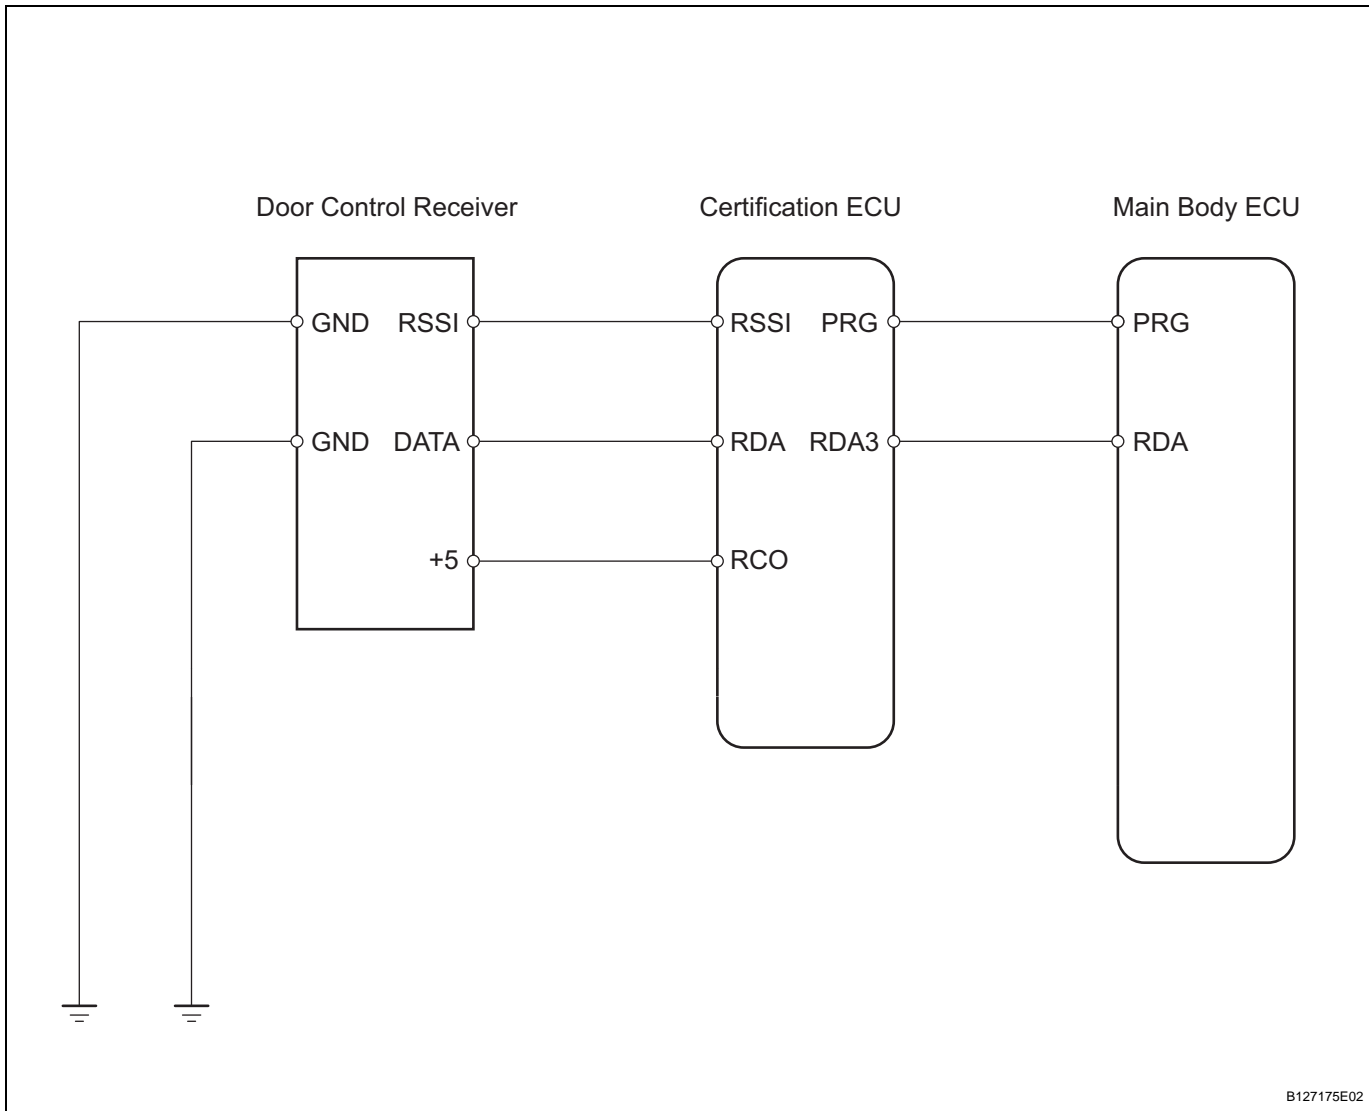 Door Control Receiver Certification ECU Main Body ECU
GND RSSI RSSI PRG PRG
GND DATA RDA RDA3 RDA
+5 RCO
B127175E02